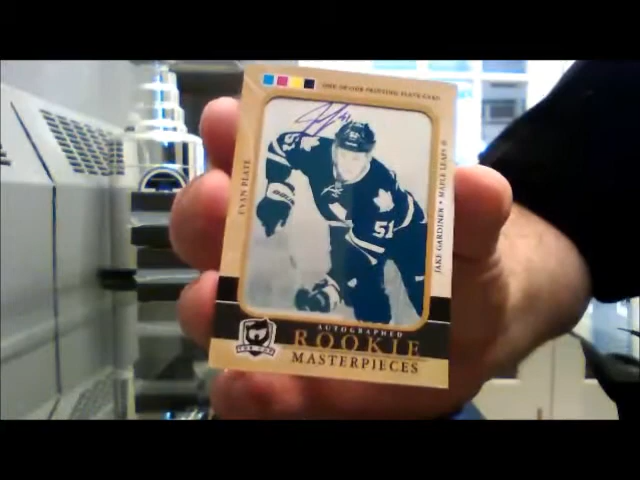 ONE-OF-ONE PRINTING PLATE CARD
CYAN PLATE
51
JAKE GARDINER • MAPLE LEAFS
AUTOGRAPHED
ROOKIE
MASTERPIECES